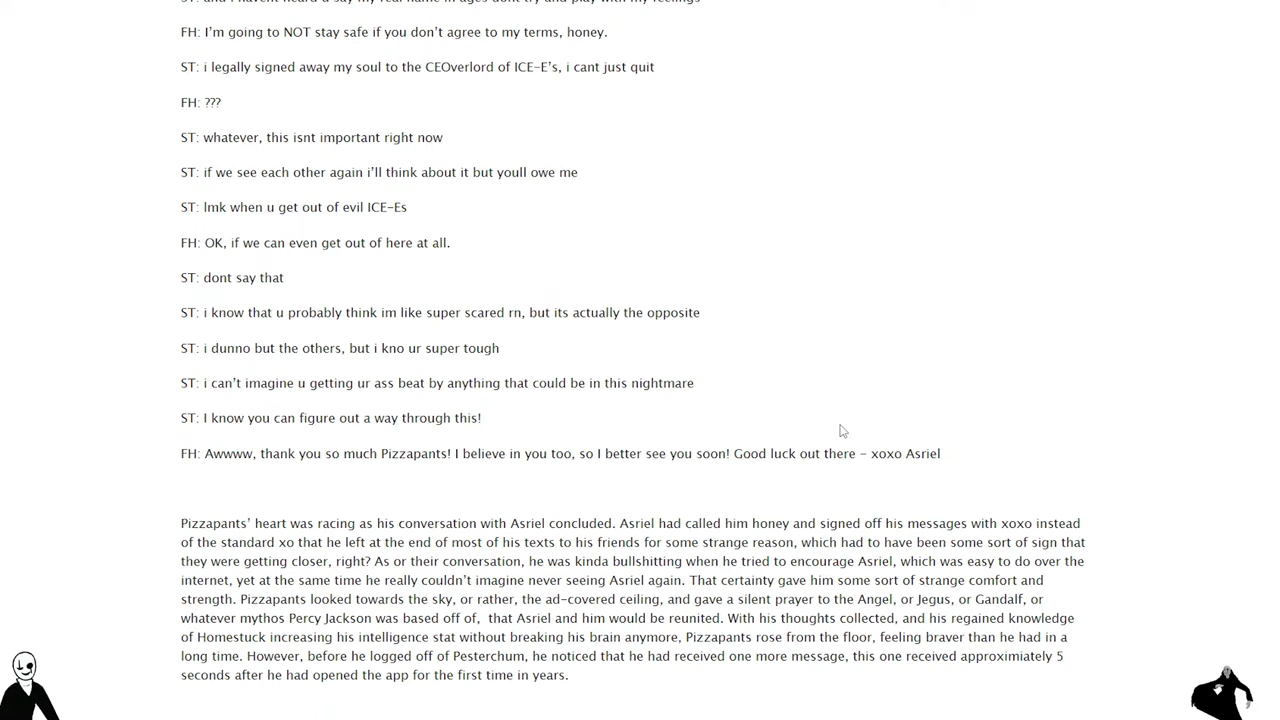 ST: and i havent heard u say my real name in ages dont try and play with my feelings
FH: I'm going to NOT stay safe if you don't agree to my terms, honey.
ST: i legally signed away my soul to the CEOverlord of ICE-E's, i cant just quit
FH: ???
ST: whatever, this isnt important right now
ST: if we see each other again i'll think about it but youll owe me
ST: lmk when u get out of evil ICE-Es
FH: OK, if we can even get out of here at all.
ST: dont say that
ST: i know that u probably think im like super scared rn, but its actually the opposite
ST: i dunno but the others, but i kno ur super tough
ST: i can't imagine u getting ur ass beat by anything that could be in this nightmare
ST: I know you can figure out a way through this!
FH: Awwww, thank you so much Pizzapants! I believe in you too, so I better see you soon! Good luck out there - xoxo Asriel
Pizzapants' heart was racing as his conversation with Asriel concluded. Asriel had called him honey and signed off his messages with xoxo instead
of the standard xo that he left at the end of most of his texts to his friends for some strange reason, which had to have been some sort of sign that
they were getting closer, right? As or their conversation, he was kinda bullshitting when he tried to encourage Asriel, which was easy to do over the
internet, yet at the same time he really couldn't imagine never seeing Asriel again. That certainty gave him some sort of strange comfort and
strength. Pizzapants looked towards the sky, or rather, the ad-covered ceiling, and gave a silent prayer to the Angel, or Jegus, or Gandalf, or
whatever mythos Percy Jackson was based off of, that Asriel and him would be reunited. With his thoughts collected, and his regained knowledge
of Homestuck increasing his intelligence stat without breaking his brain anymore, Pizzapants rose from the floor, feeling braver than he had in a
long time. However, before he logged off of Pesterchum, he noticed that he had received one more message, this one received approximiately 5
seconds after he had opened the app for the first time in years.